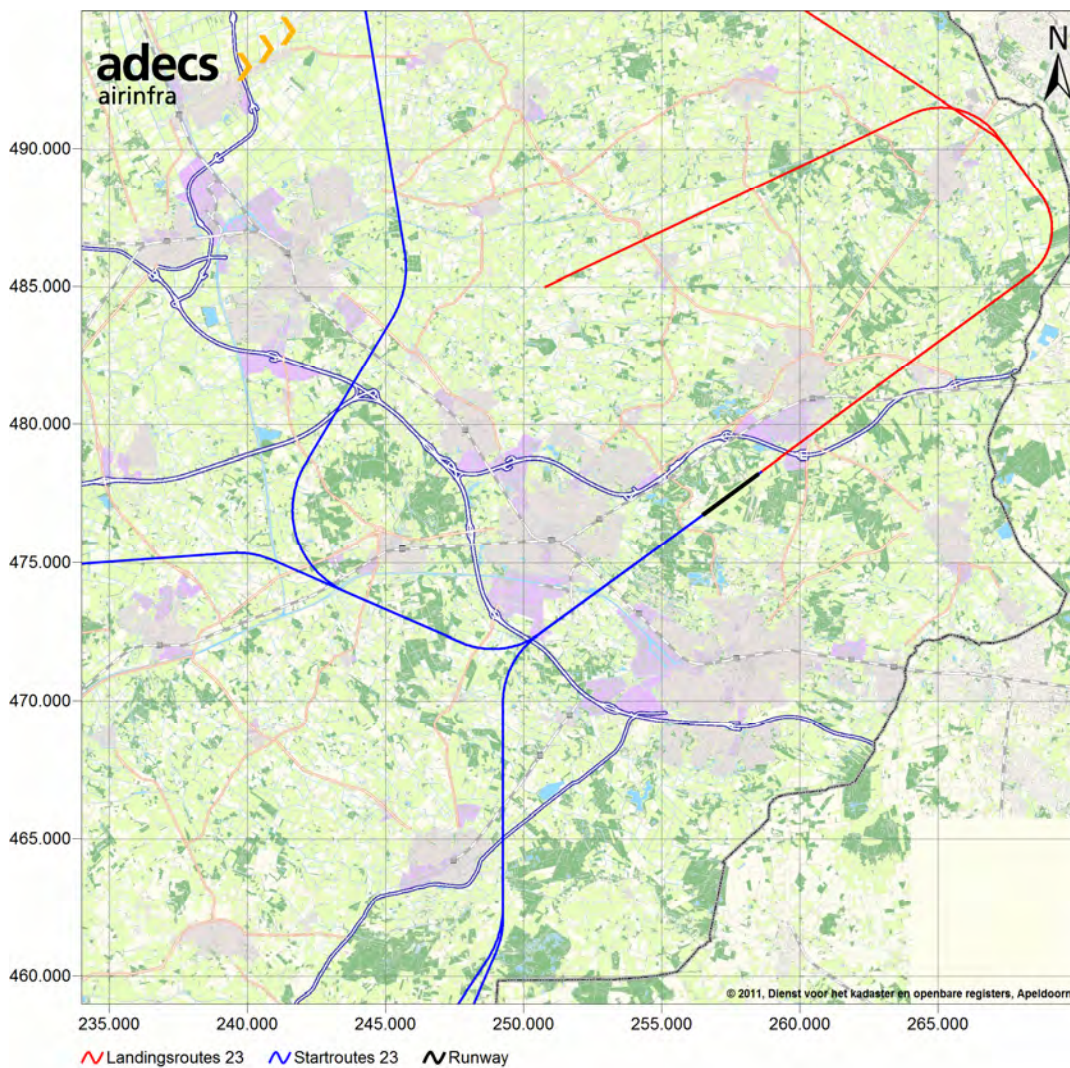 adecs
airinfra
N
490.000
485.000
480.000
475.000
470.000
465.000
460.000
© 2011, Dienst voor het kadaster en openbare registers, Apeldoorn
235.000 240.000 245.000 250.000 255.000 260.000 265.000
Landingsroutes 23 Startroutes 23 Runway